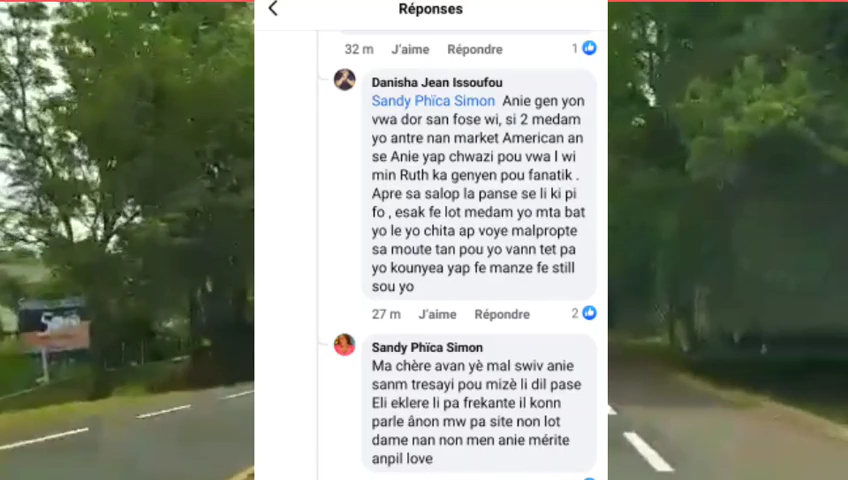 Réponses
32 m J'aime Répondre 1
Danisha Jean Issoufou
Sandy Phïca Simon Anie gen yon
vwa dor san fose wi, si 2 medam
yo antre nan market American an
se Anie yap chwazi pou vwa l wi
min Ruth ka genyen pou fanatik .
Apre sa salop la panse se li ki pi
fo , esak fe lot medam yo mta bat
yo le yo chita ap voye malpropte
sa moute tan pou yo vann tet pa
yo kounyea yap fe manze fe still
sou yo
27 m J'aime Répondre 2
Sandy Phïca Simon
Ma chère avan yè mal swiv anie
sanm tresayi pou mizè li dil pase
Eli eklere li pa frekante il konn
parle ânon mw pa site non lot
dame nan non men anie mérite
anpil love